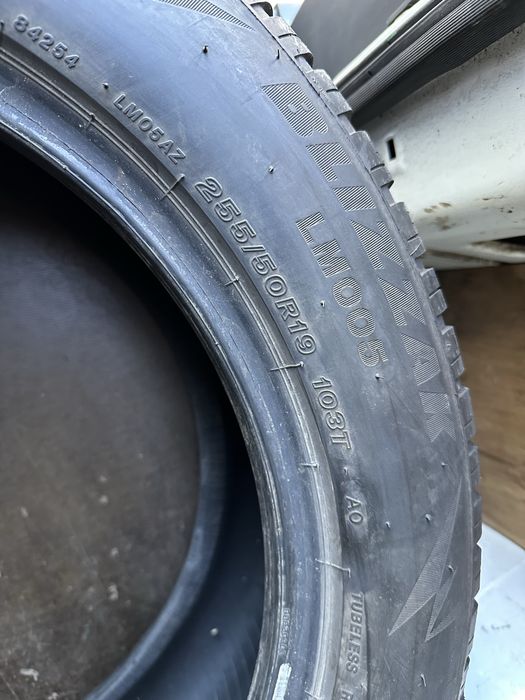 84254
LM05AZ
BLIZZAK
LM005
255/50R19 103T
AO
TUBELESS